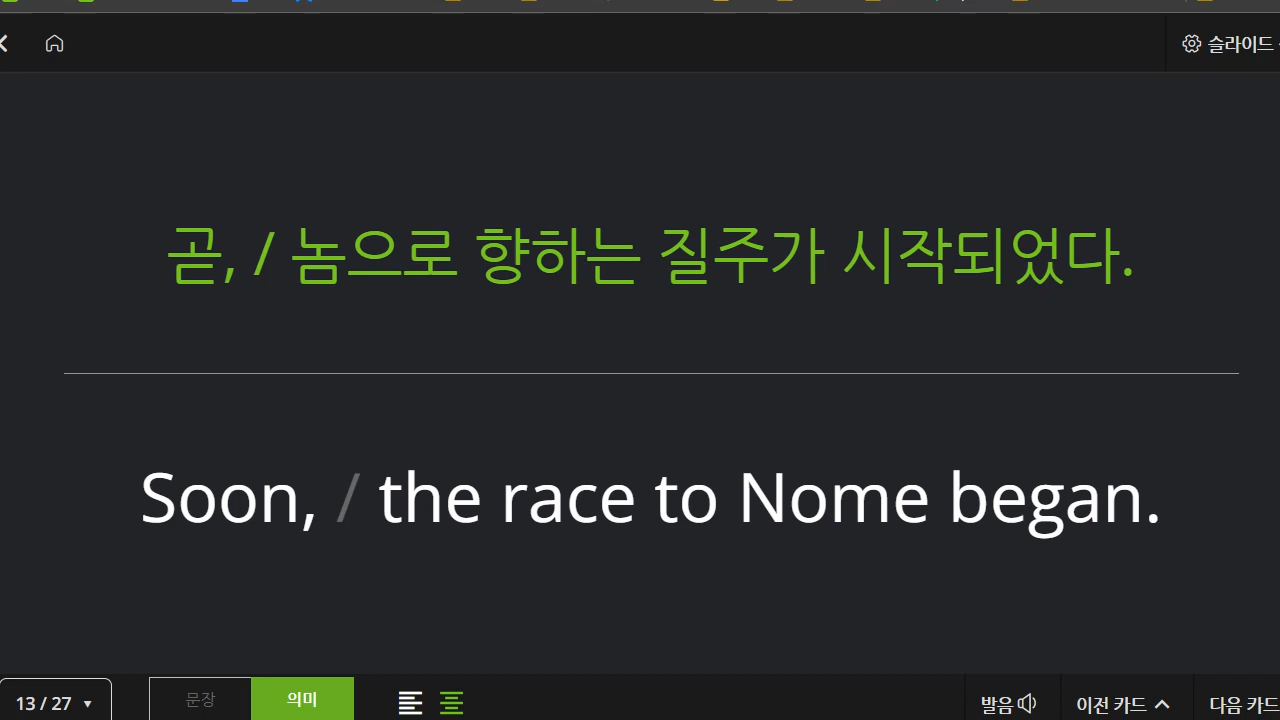 슬라이드
곧, / 놈으로 향하는 질주가 시작되었다.
Soon, / the race to Nome began.
13 / 27
문장
의미
발음
이전 카드
다음 카드